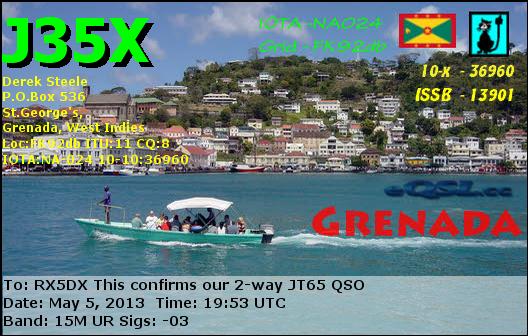 J35X
IOTA-NA024
Grid - FK92db
10-x - 36960
ISSB - 13901
Derek Steele
P.O.Box 536
St.George's,
Grenada, West Indies
Loc:FK92db ITU:11 CQ:8
IOTA:NA-024 10-10:36960
eQSL.cc
GRENADA
To: RX5DX This confirms our 2-way JT65 QSO
Date: May 5, 2013 Time: 19:53 UTC
Band: 15M UR Sigs: -03